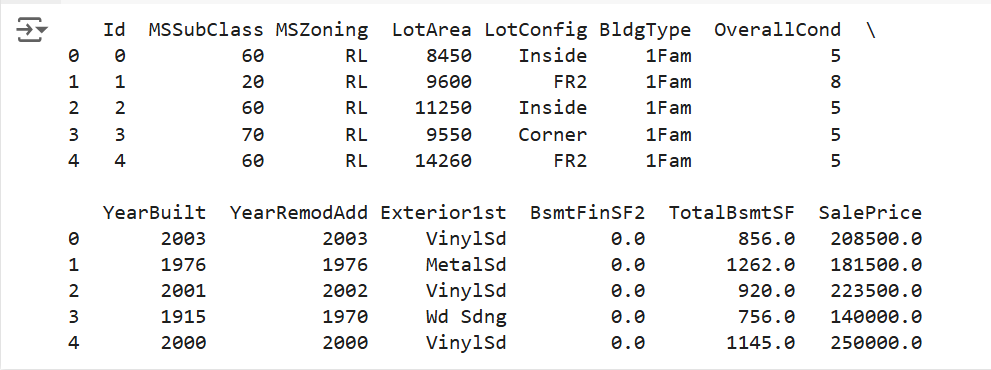 Id MSSubClass MSZoning LotArea LotConfig BldgType OverallCond \
0 0 60 RL 8450 Inside 1Fam 5
1 1 20 RL 9600 FR2 1Fam 8
2 2 60 RL 11250 Inside 1Fam 5
3 3 70 RL 9550 Corner 1Fam 5
4 4 60 RL 14260 FR2 1Fam 5
YearBuilt YearRemodAdd Exterior1st BsmtFinSF2 TotalBsmtSF SalePrice
0 2003 2003 VinylSd 0.0 856.0 208500.0
1 1976 1976 MetalSd 0.0 1262.0 181500.0
2 2001 2002 VinylSd 0.0 920.0 223500.0
3 1915 1970 Wd Sdng 0.0 756.0 140000.0
4 2000 2000 VinylSd 0.0 1145.0 250000.0